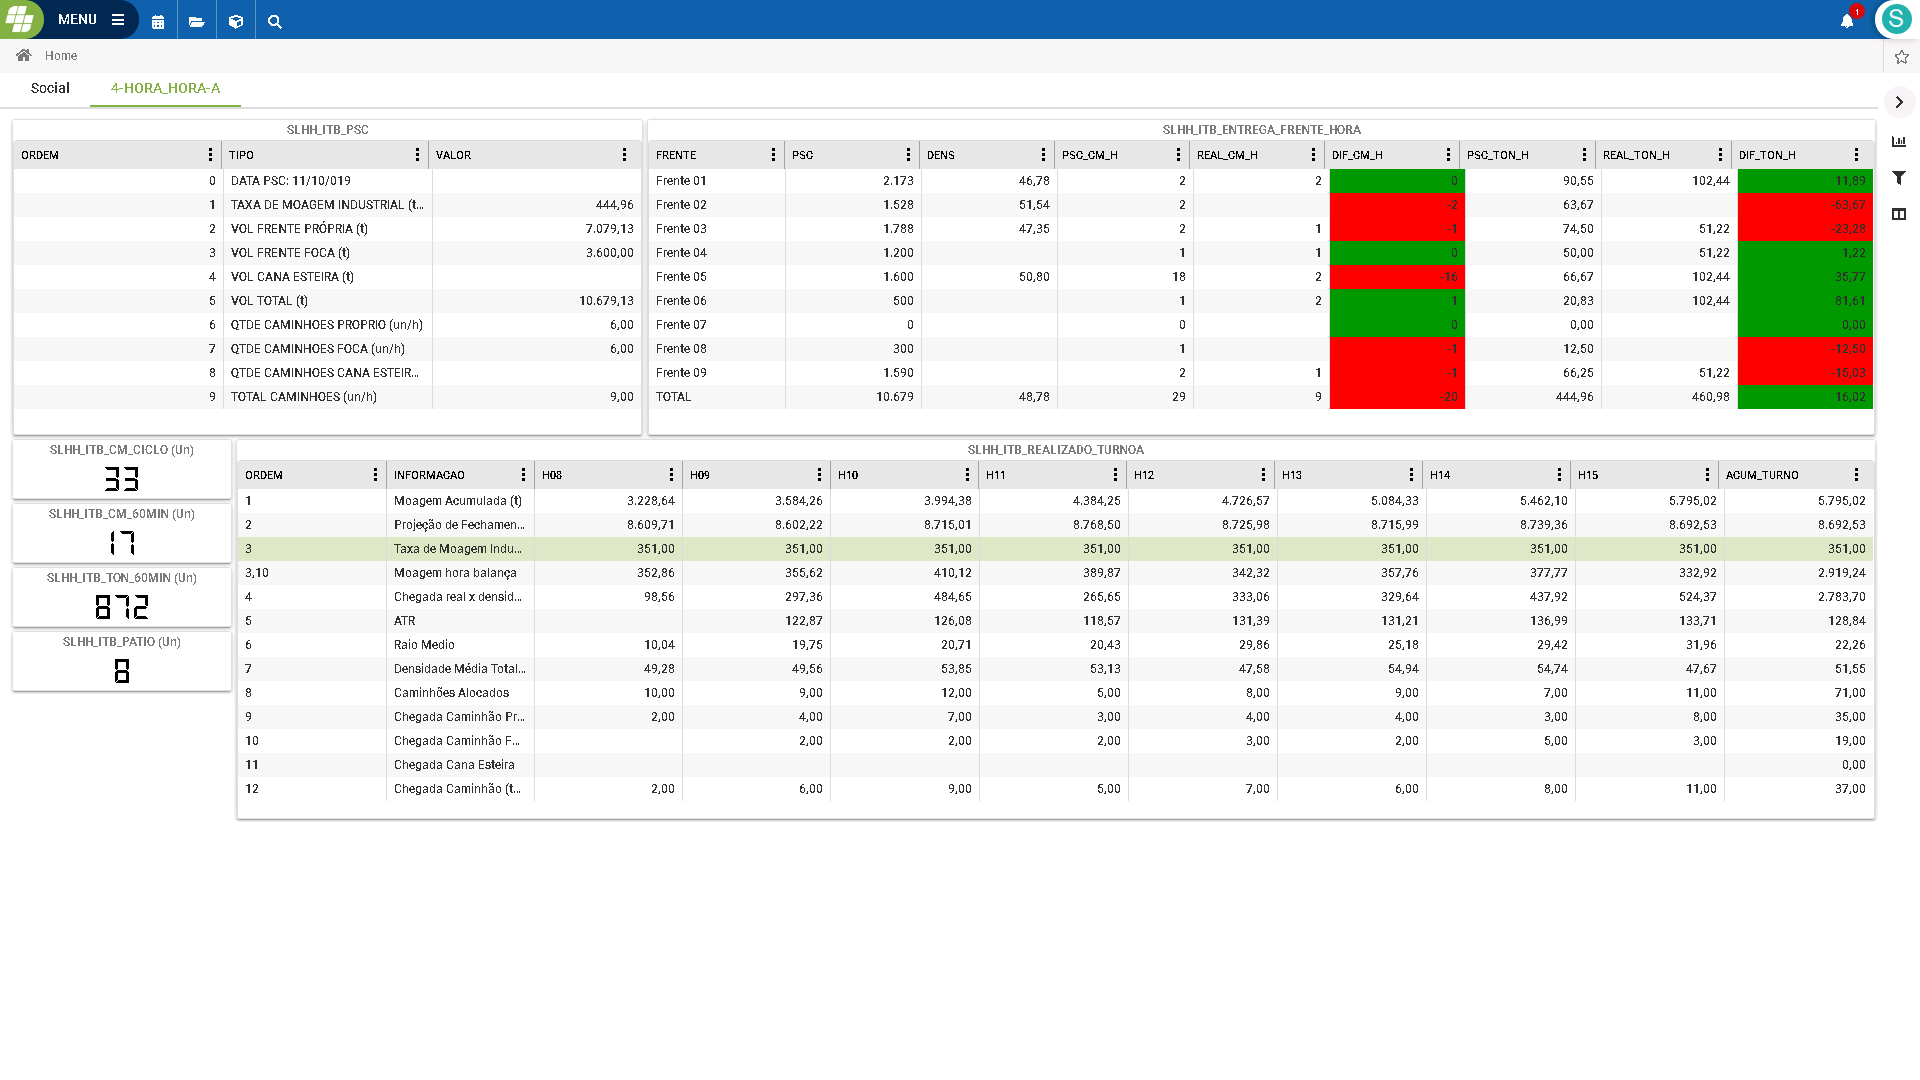 MENU
1
S
Home
Social 4-HORA_HORA-A
SLHH_ITB_PSC
ORDEM TIPO VALOR
0 DATA PSC: 11/10/019
1 TAXA DE MOAGEM INDUSTRIAL (t... 444,96
2 VOL FRENTE PRÓPRIA (t) 7.079,13
3 VOL FRENTE FOCA (t) 3.600,00
4 VOL CANA ESTEIRA (t)
5 VOL TOTAL (t) 10.679,13
6 QTDE CAMINHOES PROPRIO (un/h) 6,00
7 QTDE CAMINHOES FOCA (un/h) 6,00
8 QTDE CAMINHOES CANA ESTEIR...
9 TOTAL CAMINHOES (un/h) 9,00
SLHH_ITB_ENTREGA_FRENTE_HORA
FRENTE PSC DENS PSC_CM_H REAL_CM_H DIF_CM_H PSC_TON_H REAL_TON_H DIF_TON_H
Frente 01 2.173 46,78 2 2 0 90,55 102,44 11,89
Frente 02 1.528 51,54 2 -2 63,67 -63,67
Frente 03 1.788 47,35 2 1 -1 74,50 51,22 -23,28
Frente 04 1.200 1 1 0 50,00 51,22 1,22
Frente 05 1.600 50,80 18 2 -16 66,67 102,44 35,77
Frente 06 500 1 2 1 20,83 102,44 81,61
Frente 07 0 0 0 0,00 0,00
Frente 08 300 1 -1 12,50 -12,50
Frente 09 1.590 2 1 -1 66,25 51,22 -15,03
TOTAL 10.679 48,78 29 9 -20 444,96 460,98 16,02
SLHH_ITB_CM_CICLO (Un)
33
SLHH_ITB_CM_60MIN (Un)
17
SLHH_ITB_TON_60MIN (Un)
872
SLHH_ITB_PATIO (Un)
8
SLHH_ITB_REALIZADO_TURNOA
ORDEM INFORMACAO H08 H09 H10 H11 H12 H13 H14 H15 ACUM_TURNO
1 Moagem Acumulada (t) 3.228,64 3.584,26 3.994,38 4.384,25 4.726,57 5.084,33 5.462,10 5.795,02 5.795,02
2 Projeção de Fechamen... 8.609,71 8.602,22 8.715,01 8.768,50 8.725,98 8.715,99 8.739,36 8.692,53 8.692,53
3 Taxa de Moagem Indu... 351,00 351,00 351,00 351,00 351,00 351,00 351,00 351,00 351,00
3,10 Moagem hora balança 352,86 355,62 410,12 389,87 342,32 357,76 377,77 332,92 2.919,24
4 Chegada real x densid... 98,56 297,36 484,65 265,65 333,06 329,64 437,92 524,37 2.783,70
5 ATR 122,87 126,08 118,57 131,39 131,21 136,99 133,71 128,84
6 Raio Medio 10,04 19,75 20,71 20,43 29,86 25,18 29,42 31,96 22,26
7 Densidade Média Total... 49,28 49,56 53,85 53,13 47,58 54,94 54,74 47,67 51,55
8 Caminhões Alocados 10,00 9,00 12,00 5,00 8,00 9,00 7,00 11,00 71,00
9 Chegada Caminhão Pr... 2,00 4,00 7,00 3,00 4,00 4,00 3,00 8,00 35,00
10 Chegada Caminhão F... 2,00 2,00 2,00 3,00 2,00 5,00 3,00 19,00
11 Chegada Cana Esteira 0,00
12 Chegada Caminhão (t... 2,00 6,00 9,00 5,00 7,00 6,00 8,00 11,00 37,00